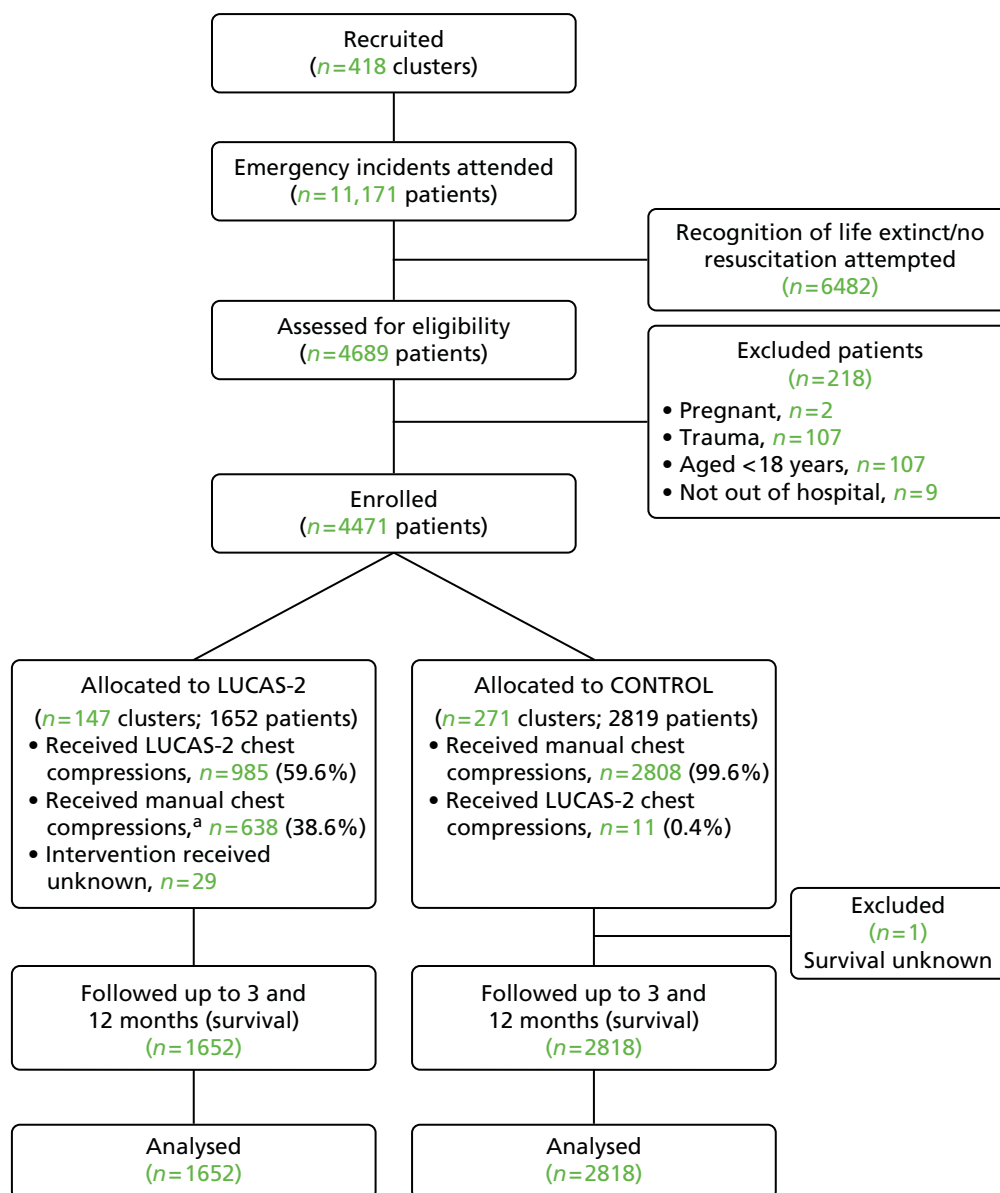 Recruited
(n=418 clusters)
Emergency incidents attended
(n=11,171 patients)
Recognition of life extinct/no
resuscitation attempted
(n=6482)
Assessed for eligibility
(n=4689 patients)
Excluded patients
(n=218)
• Pregnant, n=2
• Trauma, n=107
• Aged <18 years, n=107
• Not out of hospital, n=9
Enrolled
(n=4471 patients)
Allocated to LUCAS-2
(n=147 clusters; 1652 patients)
• Received LUCAS-2 chest
compressions, n=985 (59.6%)
• Received manual chest
compressions,a n=638 (38.6%)
• Intervention received
unknown, n=29
Allocated to CONTROL
(n=271 clusters; 2819 patients)
• Received manual chest
compressions, n=2808 (99.6%)
• Received LUCAS-2 chest
compressions, n=11 (0.4%)
Excluded
(n=1)
Survival unknown
Followed up to 3 and
12 months (survival)
(n=1652)
Followed up to 3 and
12 months (survival)
(n=2818)
Analysed
(n=1652)
Analysed
(n=2818)